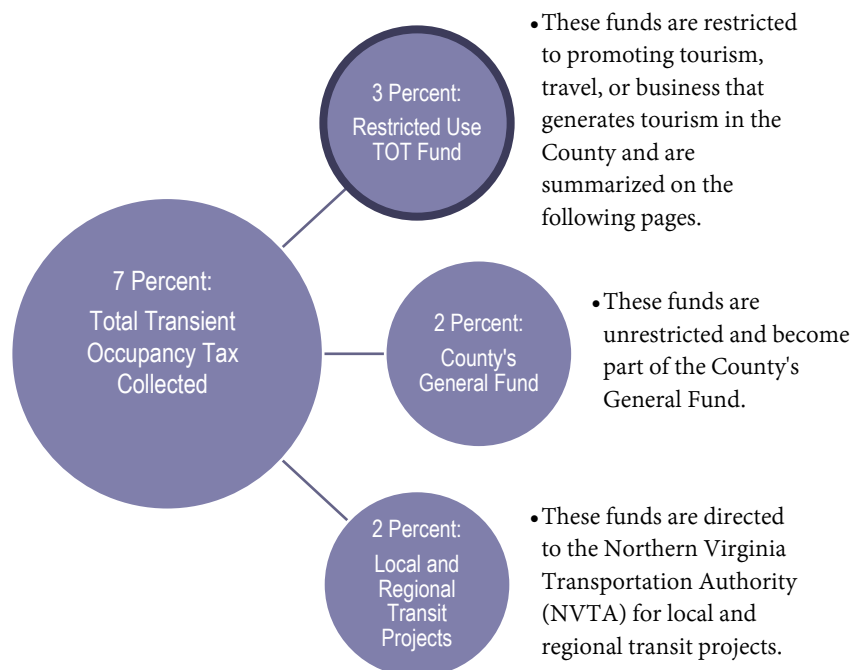 7 Percent:
Total Transient
Occupancy Tax
Collected
3 Percent:
Restricted Use
TOT Fund
•These funds are restricted
to promoting tourism,
travel, or business that
generates tourism in the
County and are
summarized on the
following pages.
2 Percent:
County's
General Fund
•These funds are
unrestricted and become
part of the County's
General Fund.
2 Percent:
Local and
Regional
Transit
Projects
•These funds are directed
to the Northern Virginia
Transportation Authority
(NVTA) for local and
regional transit projects.